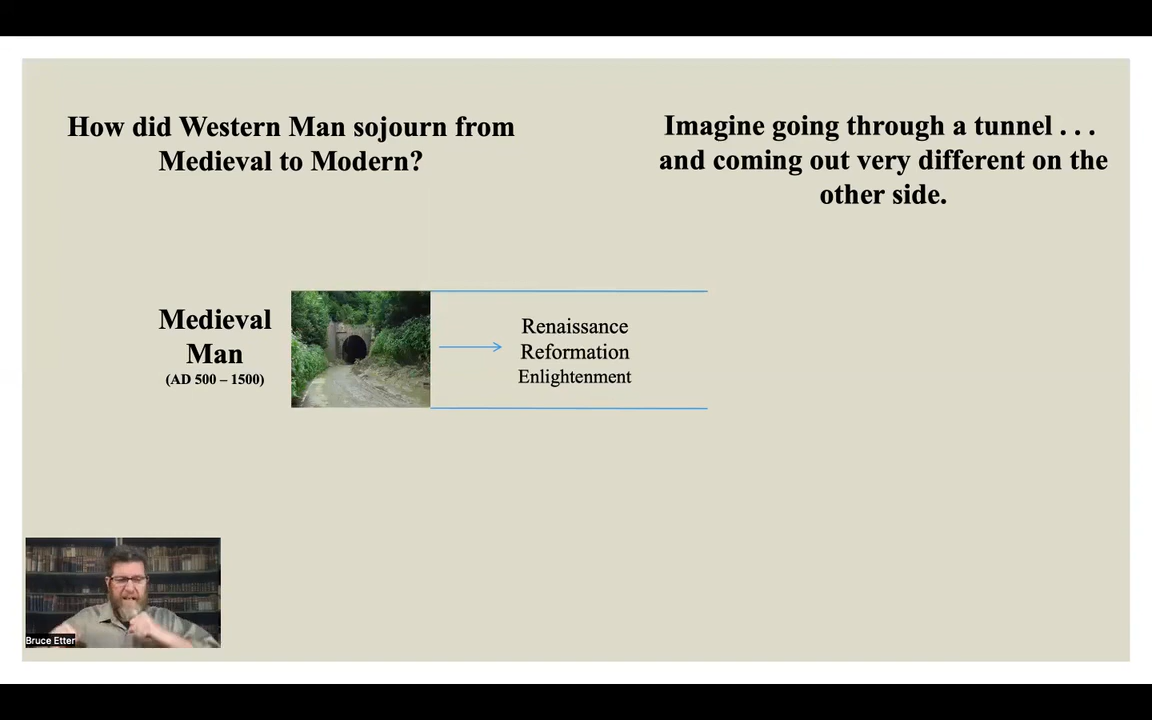 How did Western Man sojourn from
Medieval to Modern?
Imagine going through a tunnel . . .
and coming out very different on the
other side.
Medieval
Man
(AD 500 – 1500)
Renaissance
Reformation
Enlightenment
Bruce Etter